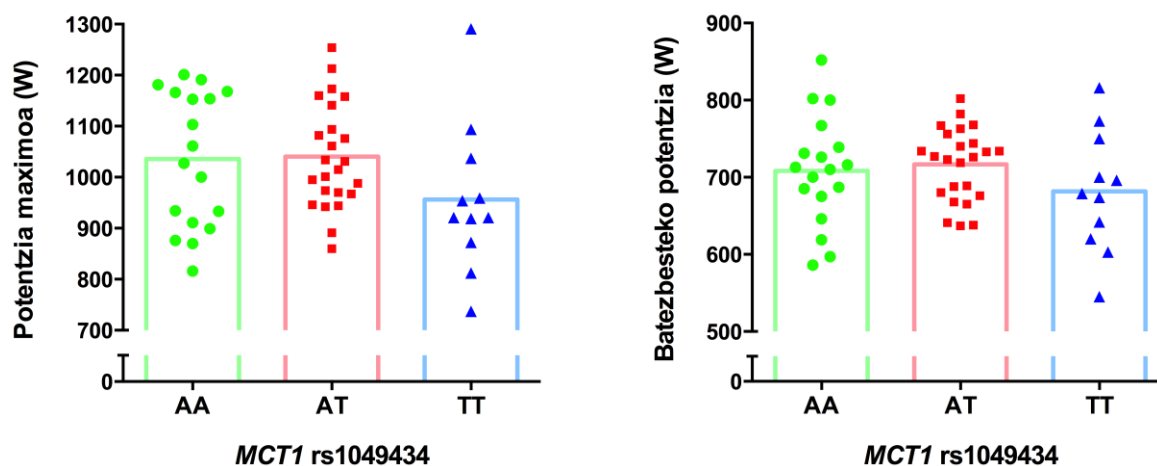 Potentzia maximoa (W)
1300
1200
1100
1000
900
800
700
0
AA AT TT
MCT1 rs1049434
Batezbesteko potentzia (W)
900
800
700
600
500
0
AA AT TT
MCT1 rs1049434